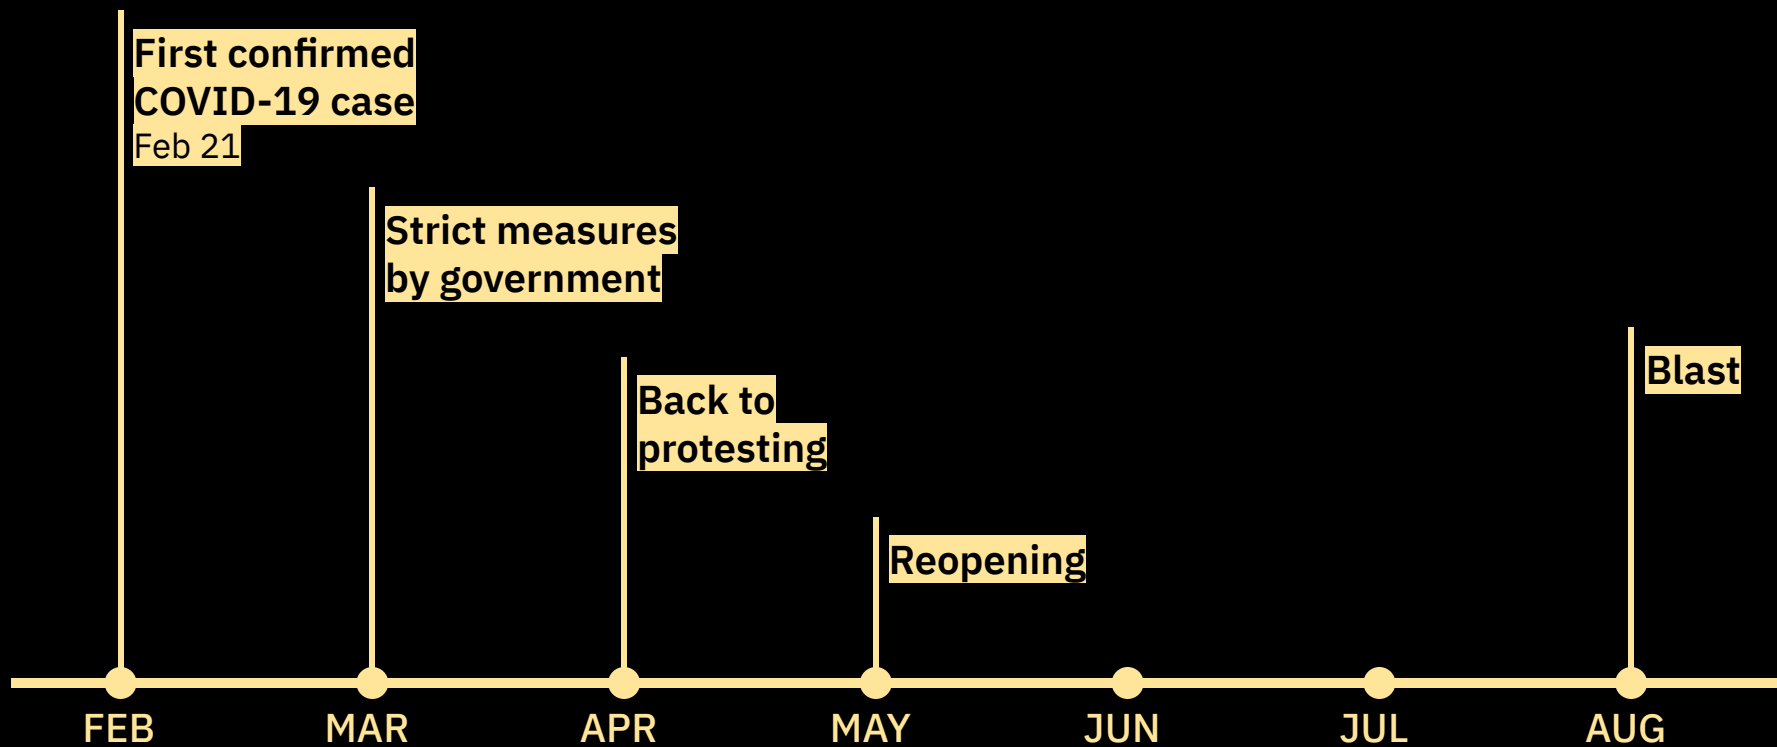 First confirmed
COVID-19 case
Feb 21
Strict measures
by government
Back to
protesting
Reopening
Blast
FEB
MAR
APR
MAY
JUN
JUL
AUG